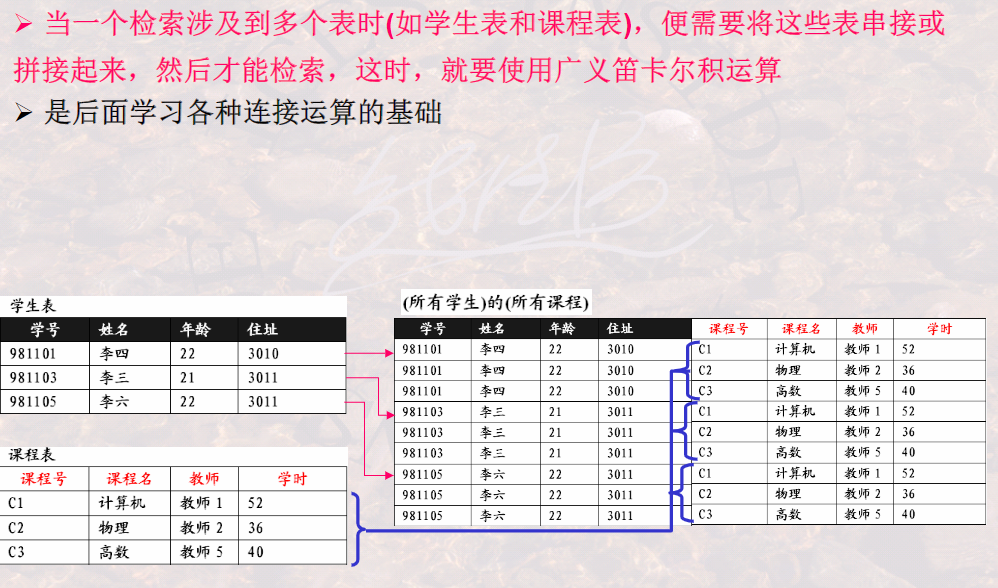 ➢ 当一个检索涉及到多个表时(如学生表和课程表)，便需要将这些表串接或
拼接起来，然后才能检索，这时，就要使用广义笛卡尔积运算
➢ 是后面学习各种连接运算的基础
学生表
学号 姓名 年龄 住址
981101 李四 22 3010
981103 李三 21 3011
981105 李六 22 3011
课程表
课程号 课程名 教师 学时
C1 计算机 教师1 52
C2 物理 教师2 36
C3 高数 教师5 40
(所有学生)的(所有课程)
学号 姓名 年龄 住址 课程号 课程名 教师 学时
981101 李四 22 3010 C1 计算机 教师1 52
981101 李四 22 3010 C2 物理 教师2 36
981101 李四 22 3010 C3 高数 教师5 40
981103 李三 21 3011 C1 计算机 教师1 52
981103 李三 21 3011 C2 物理 教师2 36
981103 李三 21 3011 C3 高数 教师5 40
981105 李六 22 3011 C1 计算机 教师1 52
981105 李六 22 3011 C2 物理 教师2 36
981105 李六 22 3011 C3 高数 教师5 40